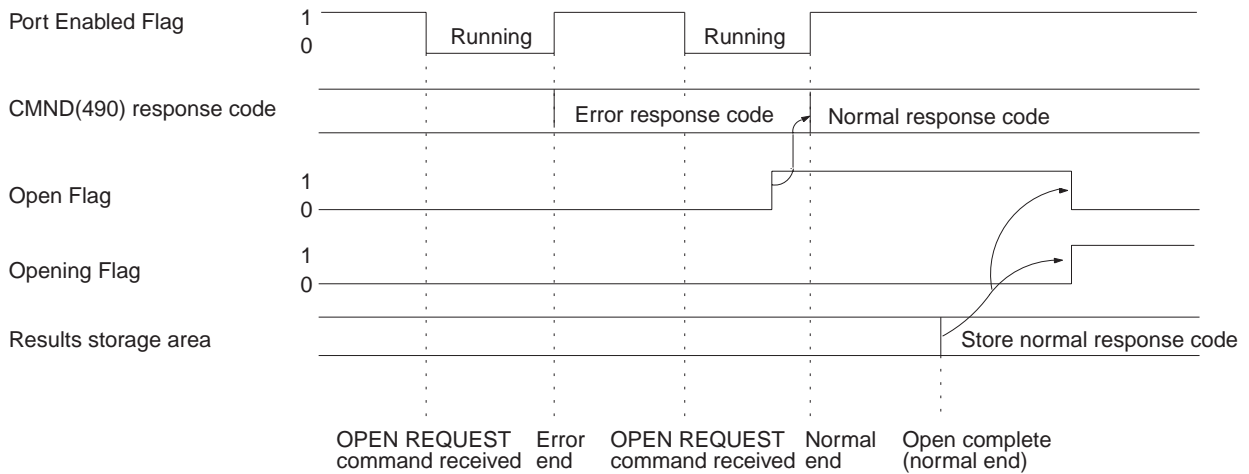 Port Enabled Flag
1
0
Running
Running
CMND(490) response code
Error response code
Normal response code
Open Flag
1
0
Opening Flag
1
0
Results storage area
Store normal response code
OPEN REQUEST
command received
Error
end
OPEN REQUEST
command received
Normal
end
Open complete
(normal end)